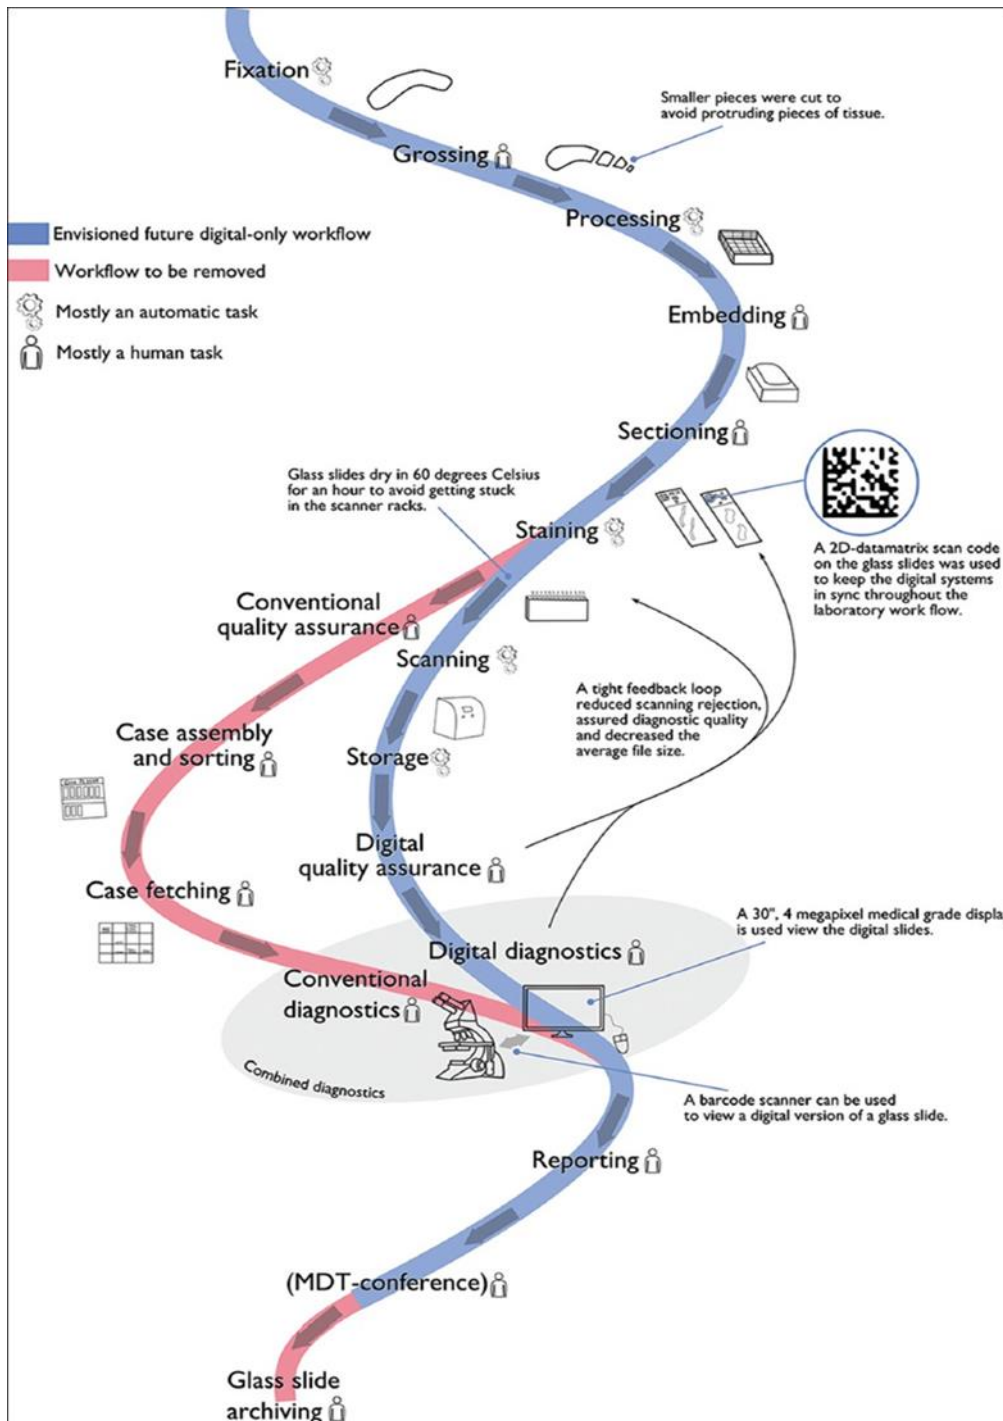 Fixation
Smaller pieces were cut to
avoid protruding pieces of tissue.
Grossing
Processing
Envisioned future digital-only workflow
Workflow to be removed
Mostly an automatic task
Mostly a human task
Embedding
Sectioning
Glass slides dry in 60 degrees Celsius
for an hour to avoid getting stuck
in the scanner racks.
Staining
A 2D-datamatrix scan code
on the glass slides was used
to keep the digital systems
in sync throughout the
laboratory work flow.
Conventional
quality assurance
Scanning
A tight feedback loop
reduced scanning rejection,
assured diagnostic quality
and decreased the
average file size.
Case assembly
and sorting
Storage
Digital
quality assurance
Case fetching
A 30", 4 megapixel medical grade displa
is used view the digital slides.
Digital diagnostics
Conventional
diagnostics
Combined diagnostics
A barcode scanner can be used
to view a digital version of a glass slide.
Reporting
(MDT-conference)
Glass slide
archiving